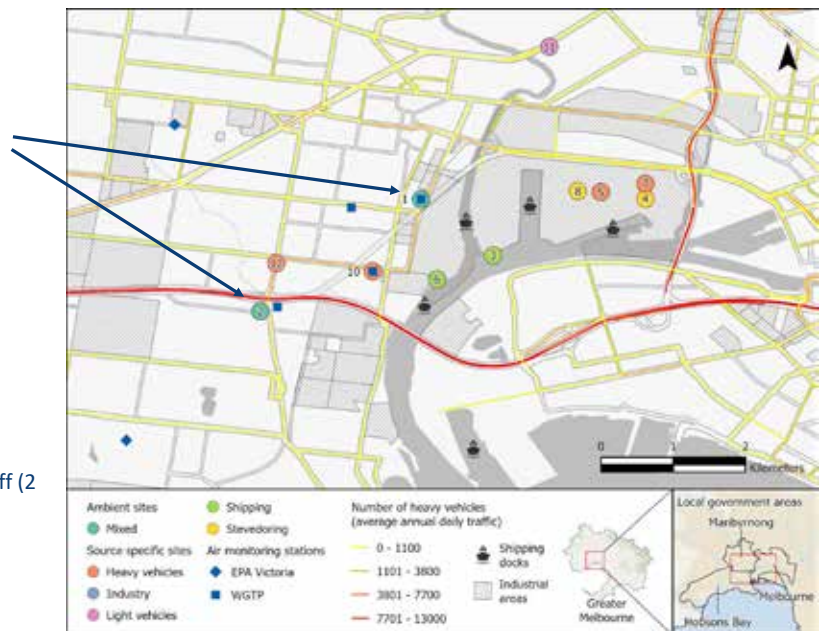 11
1
8
5
4
3
12
10
6
2
0 1 2
Kilometers
ff (2
Ambient sites
Mixed
Source specific sites
Heavy vehicles
Industry
Light vehicles
Shipping
Stevedoring
Air monitoring stations
EPA Victoria
WGTP
Number of heavy vehicles
(average annual daily traffic)
0 - 1100
1101 - 3800
3801 - 7700
7701 - 13000
Shipping
docks
Industrial
areas
Greater
Melbourne
Local government areas
Maribyrnong
Melbourne
Hobsons Bay